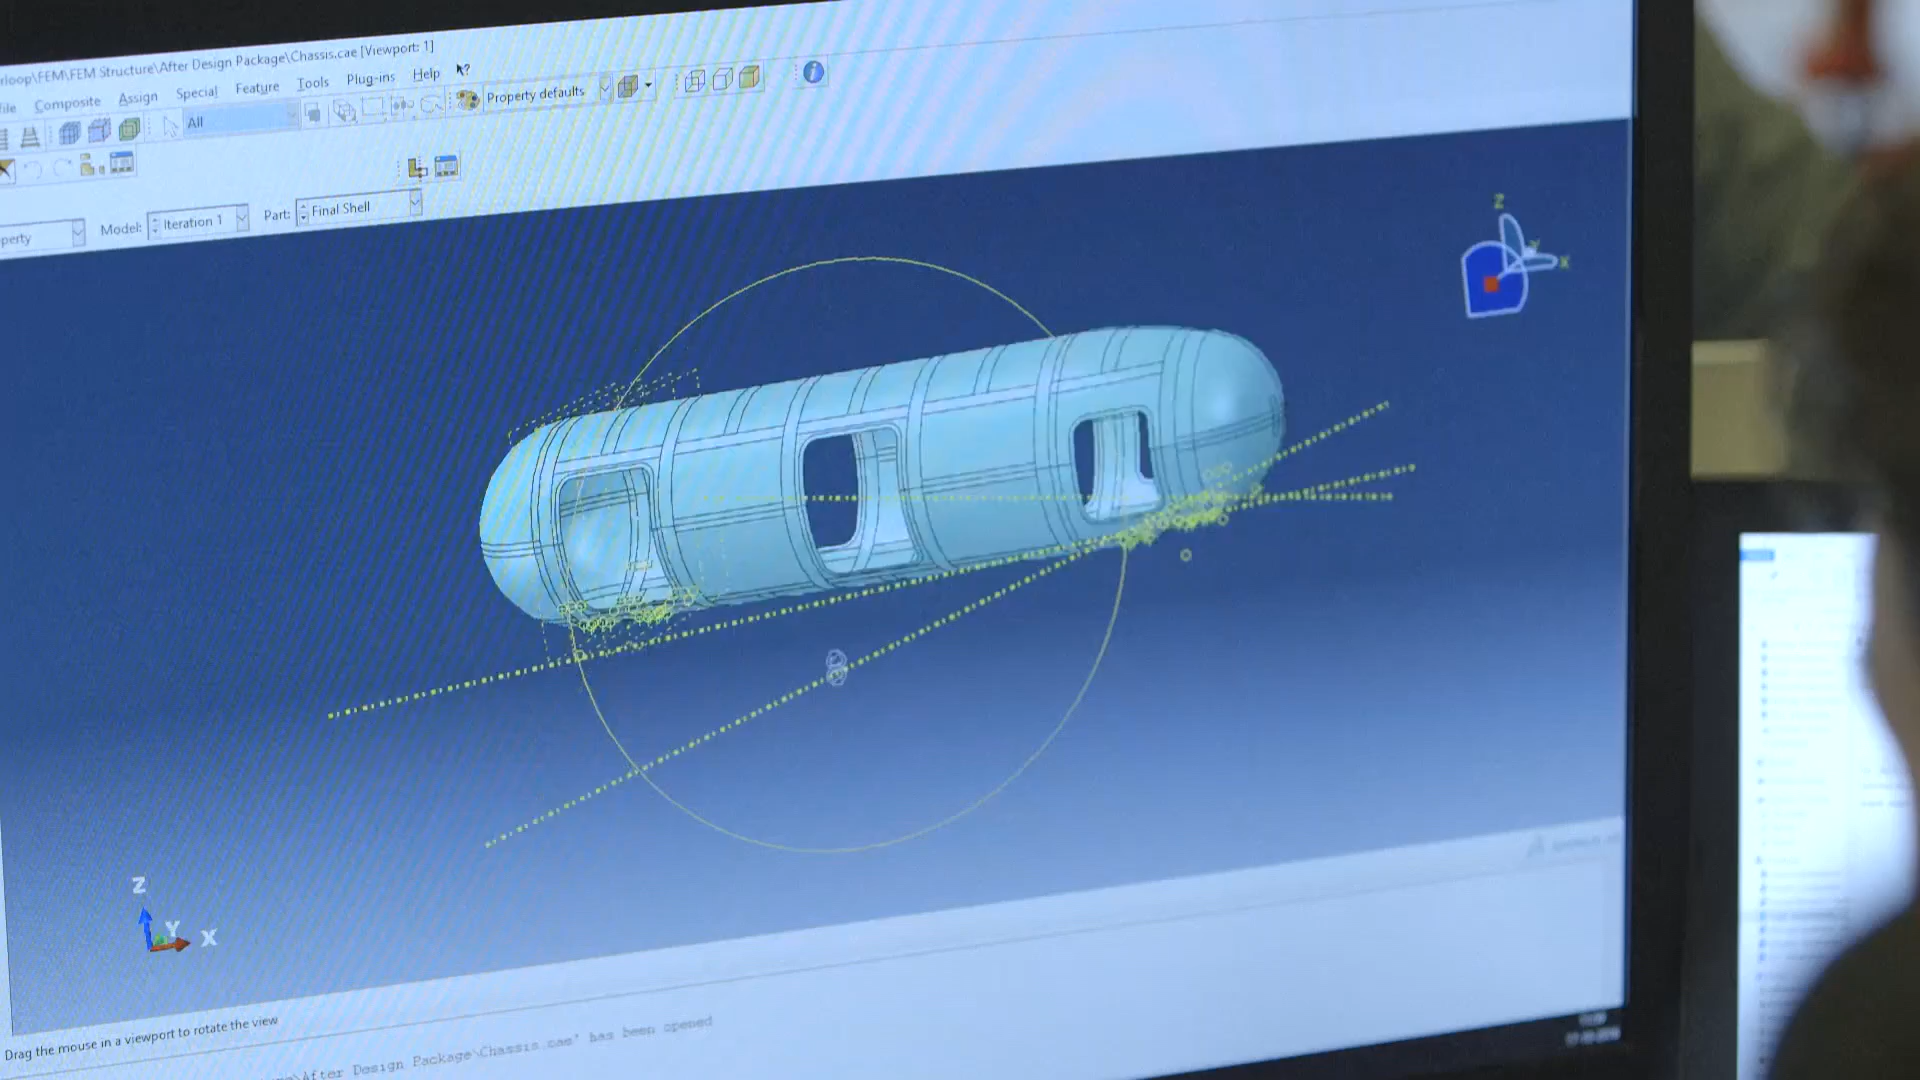 rloop\FEM\FEM Structure\After Design Package\Chassis.cae [Viewport: 1]
file Composite Assign Special Feature Tools Plug-ins Help
All
Property defaults
perty Model: Iteration 1 Part: Final Shell
Z
Y
X
Z
Y
X
Drag the mouse in a viewport to rotate the view
After Design Package\Chassis.cae' has been opened